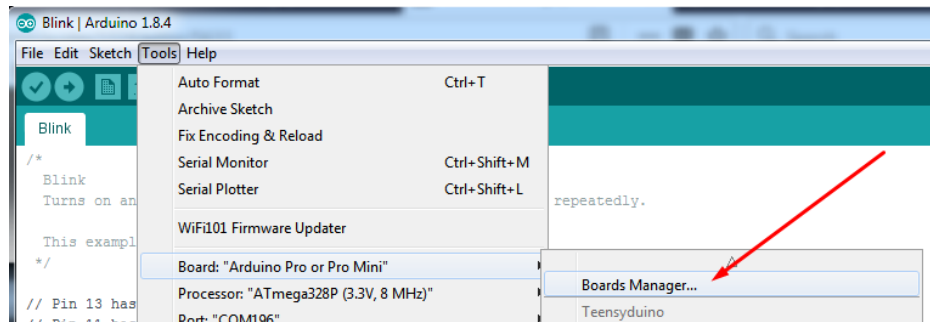 Blink | Arduino 1.8.4
File Edit Sketch Tools Help
Auto Format Ctrl+T
Archive Sketch
Blink
Fix Encoding & Reload
/*
Serial Monitor Ctrl+Shift+M
Blink
Serial Plotter Ctrl+Shift+L
Turns on an repeatedly.
WiFi101 Firmware Updater
This exampl
*/
Board: "Arduino Pro or Pro Mini"
Boards Manager...
Processor: "ATmega328P (3.3V, 8 MHz)"
// Pin 13 has
Teensyduino
Port: "COM196"